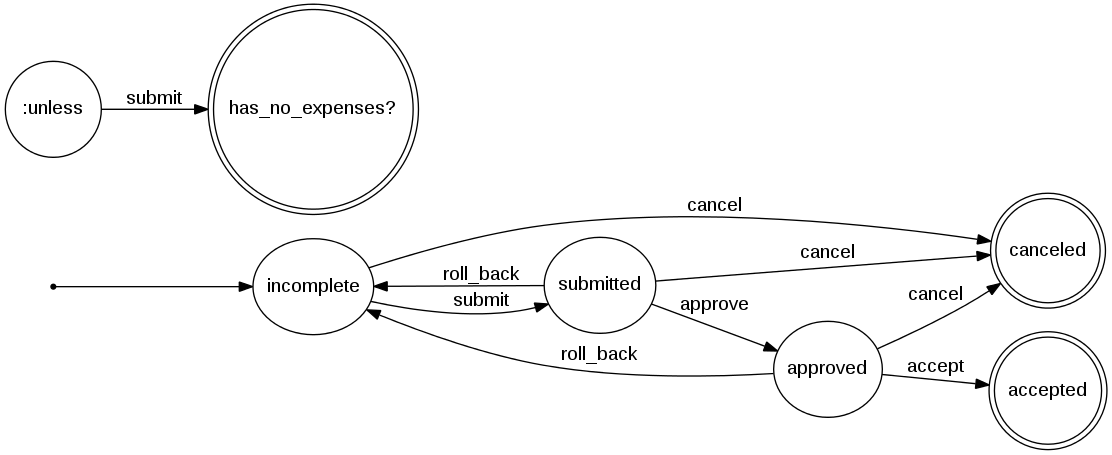 :unless
submit
has_no_expenses?
cancel
incomplete
roll_back
submit
submitted
cancel
canceled
cancel
approve
roll_back
approved
accept
accepted